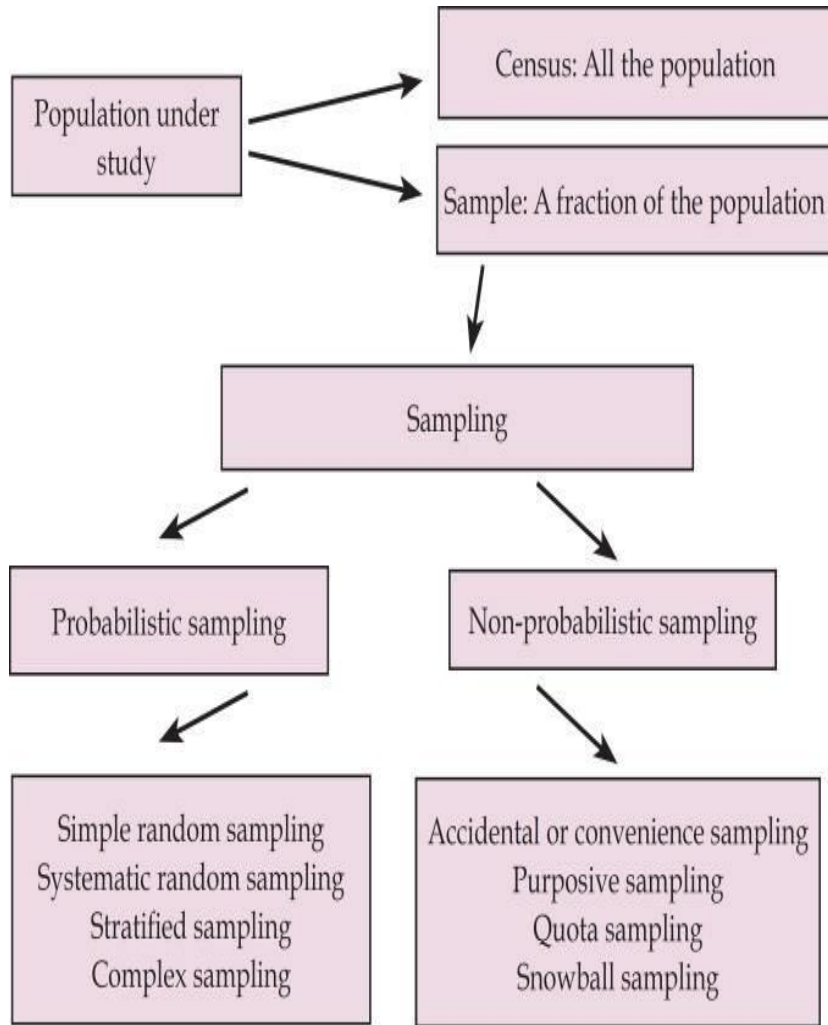 Census: All the population
Population under
study
Sample: A fraction of the population
Sampling
Probabilistic sampling
Non-probabilistic sampling
Simple random sampling
Systematic random sampling
Stratified sampling
Complex sampling
Accidental or convenience sampling
Purposive sampling
Quota sampling
Snowball sampling